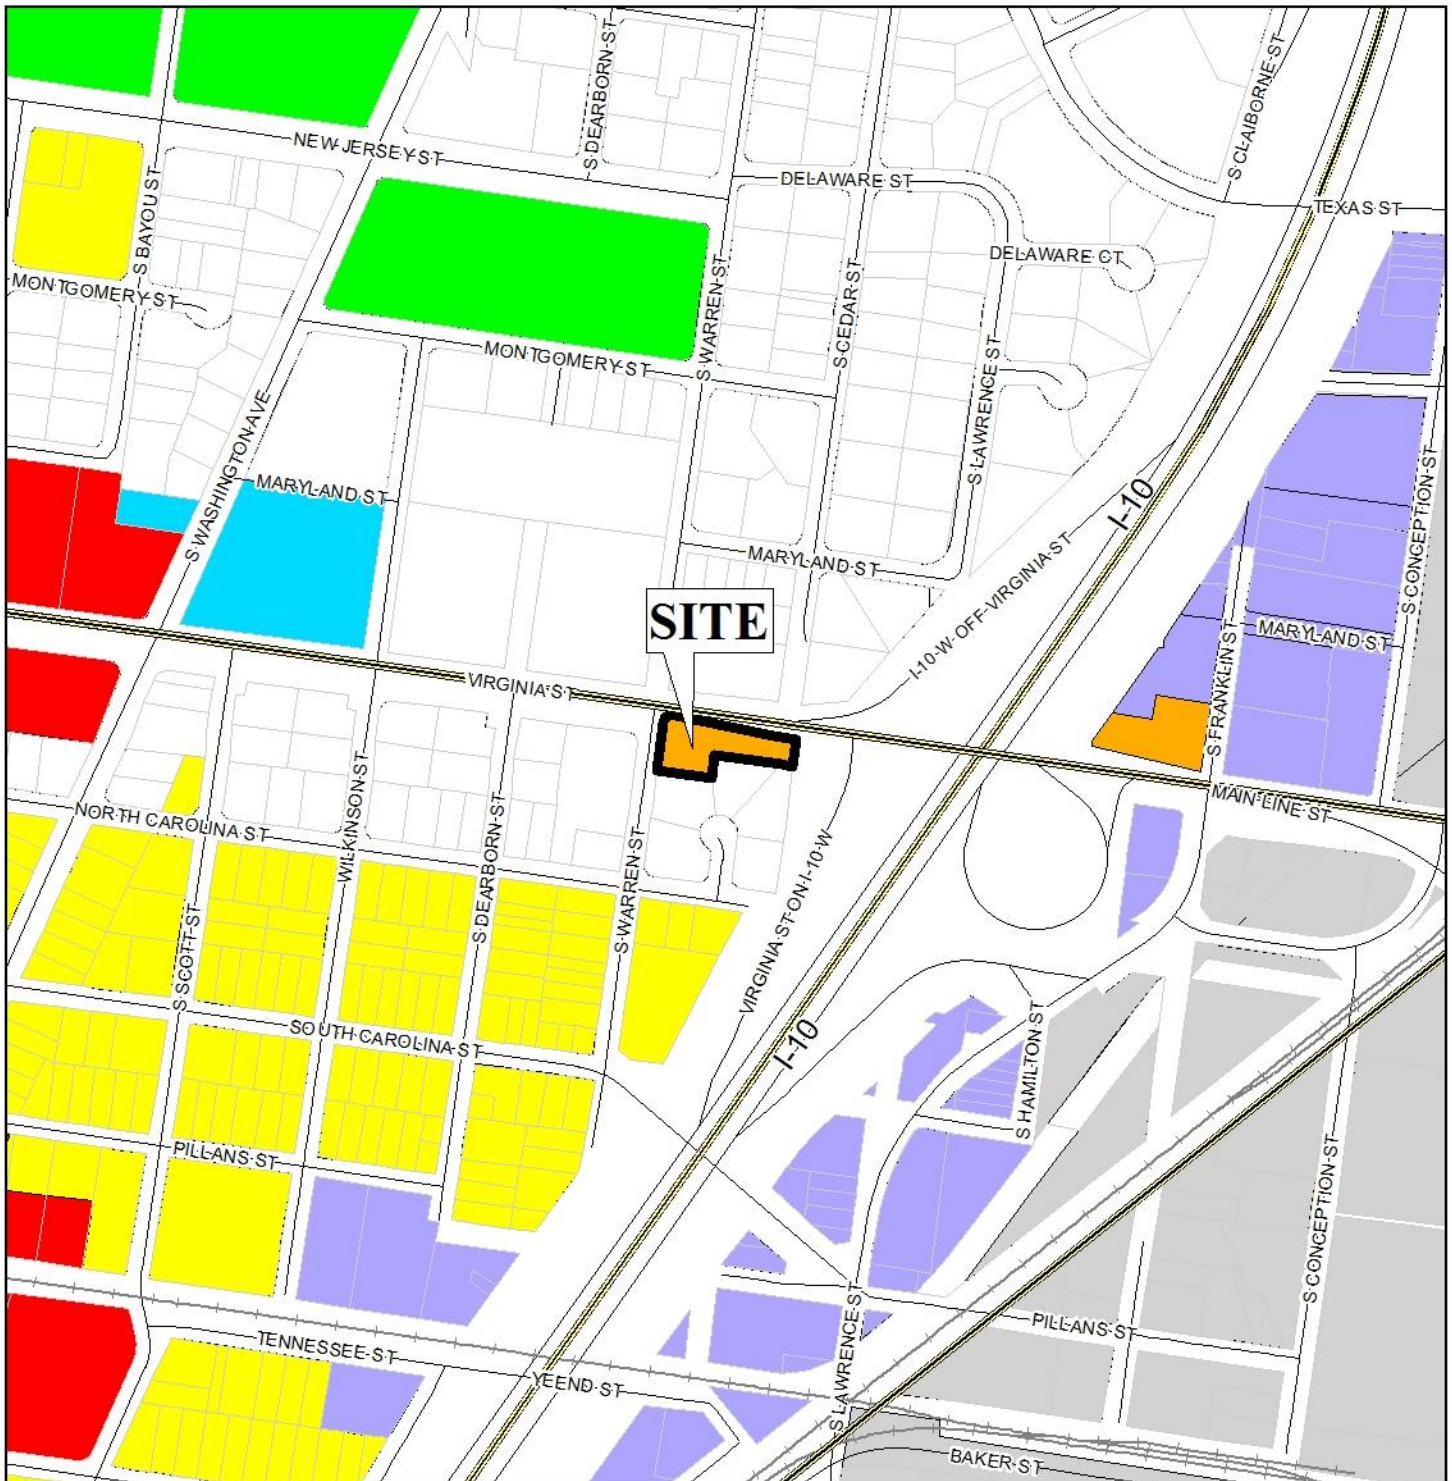 S CLAIBORNE ST
S DEARBORN ST
NEW JERSEY ST
DELAWARE ST
S BAYOU ST
TEXAS ST
DELAWARE CT
MONTGOMERY ST
S WARREN ST
S CEDAR ST
MONTGOMERY ST
S LAWRENCE ST
S WASHINGTON AVE
MARYLAND ST
I-10
S CONCEPTION ST
MARYLAND ST
I-10-W-OFF-VIRGINIA ST
SITE
MARYLAND ST
S FRANKLIN ST
VIRGINIA ST
MAIN LINE ST
NORTH CAROLINA ST
WILKINSON ST
S DEARBORN ST
S WARREN ST
VIRGINIA ST ON I-10-W
S SCOTT ST
SOUTH CAROLINA ST
I-10
S HAMILTON ST
PILLANS ST
S CONCEPTION ST
TENNESSEE ST
S LAWRENCE ST
PILLANS ST
YEEND ST
BAKER ST